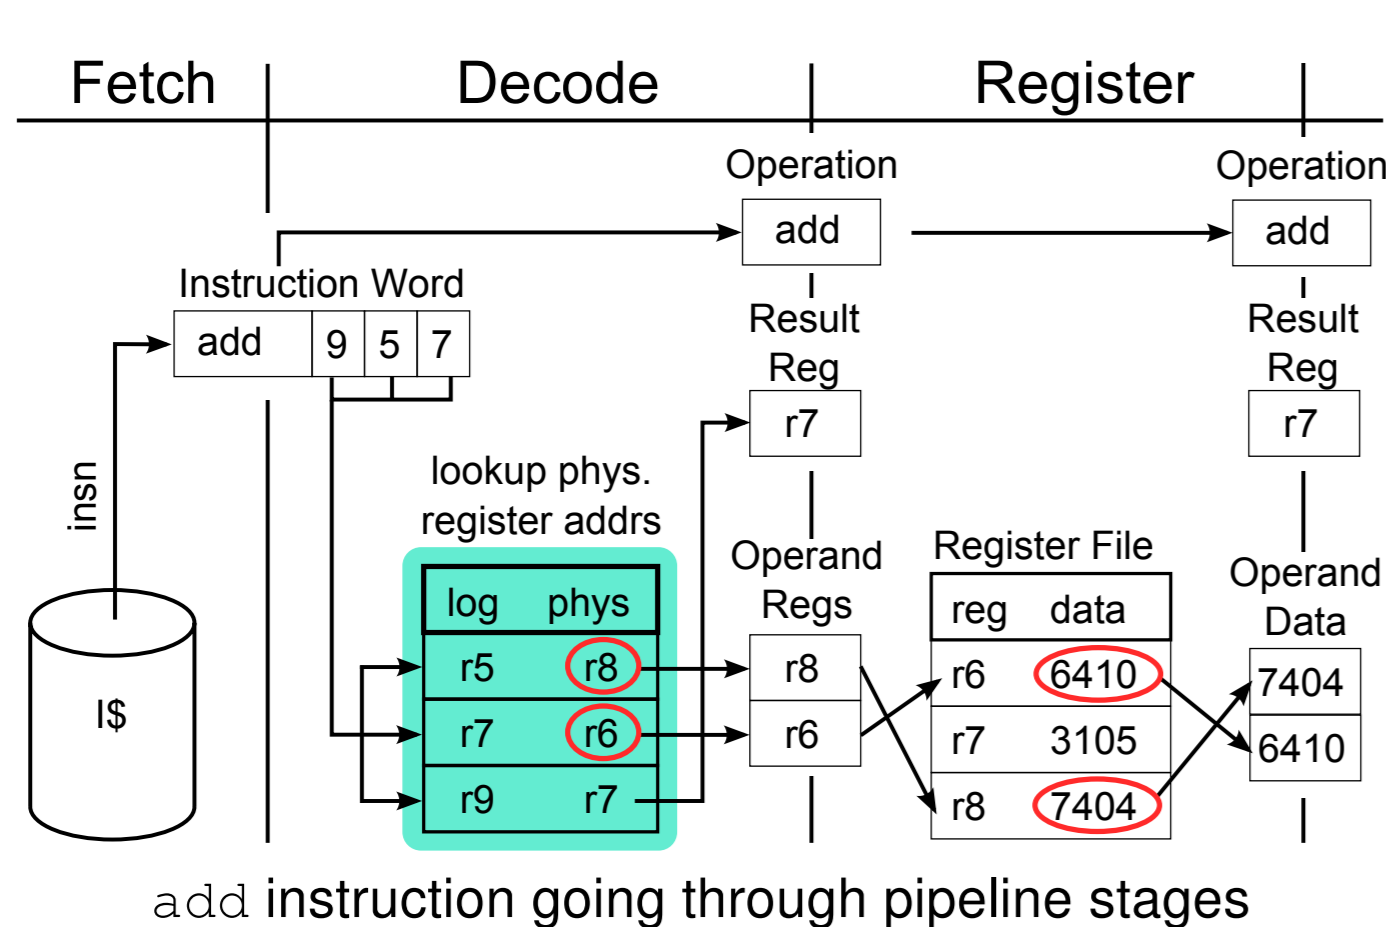 Fetch Decode Register
Operation Operation
add add
Instruction Word
add 9 5 7
Result
Reg
r7
Result
Reg
r7
insn
I$
lookup phys.
register addrs
log phys
r5 r8
r7 r6
r9 r7
Operand
Regs
r8
r6
Register File
reg data
r6 6410
r7 3105
r8 7404
Operand
Data
7404
6410
add instruction going through pipeline stages